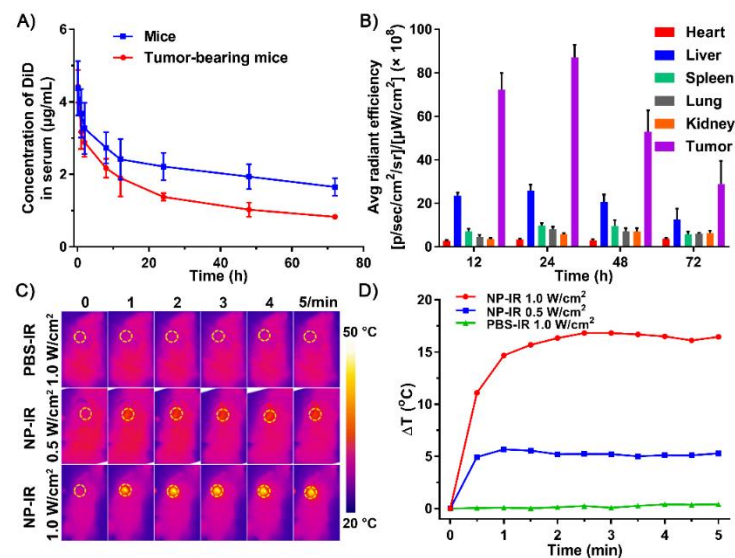 A)
Mice
Tumor-bearing mice
Concentration of DiD
in serum (μg/mL)
6
4
2
0
0 20 40 60 80
Time (h)
B)
Heart
Liver
Spleen
Lung
Kidney
Tumor
Avg radiant efficiency
[p/sec/cm²/sr]/[μW/cm²] (× 10⁸)
100
80
60
40
20
0
12 24 48 72
Time (h)
C)
0 1 2 3 4 5/min
PBS-IR
1.0 W/cm²
NP-IR
0.5 W/cm²
NP-IR
1.0 W/cm²
50 °C
20 °C
D)
NP-IR 1.0 W/cm²
NP-IR 0.5 W/cm²
PBS-IR 1.0 W/cm²
ΔT (°C)
20
15
10
5
0
0 1 2 3 4 5
Time (min)